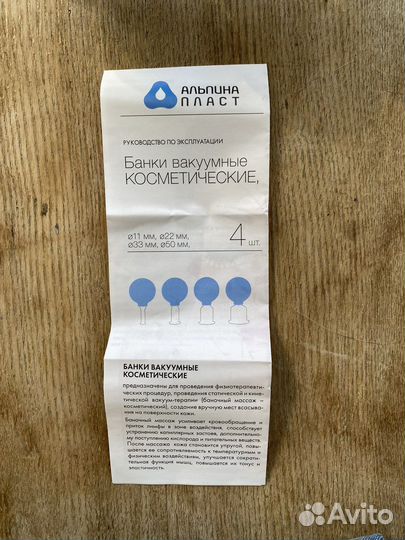 АЛЬПИНА
ПЛАСТ
РУКОВОДСТВО ПО ЭКСПЛУАТАЦИИ
Банки вакуумные
КОСМЕТИЧЕСКИЕ,
ø11 мм, ø22 мм,
ø33 мм, ø50 мм,
4 шт.
БАНКИ ВАКУУМНЫЕ
КОСМЕТИЧЕСКИЕ
предназначены для проведения физиотерапевти-
ческих процедур, проведения статической и кине-
тической вакуум-терапии (баночный массаж -
косметический), создание вручную мест всасыва-
ния на поверхности кожи.
Баночный массаж усиливает кровообращение и
приток лимфы в зоне воздействия, способствует
устранению капиллярных застоев, дополнительно-
му поступлению кислорода и питательных веществ.
После массажа кожа становится упругой, повы-
шается ее сопротивляемость к температурным и
физическим воздействиям, улучшается сократи-
тельная функция мышц, повышается их тонус и
эластичность.
Avito